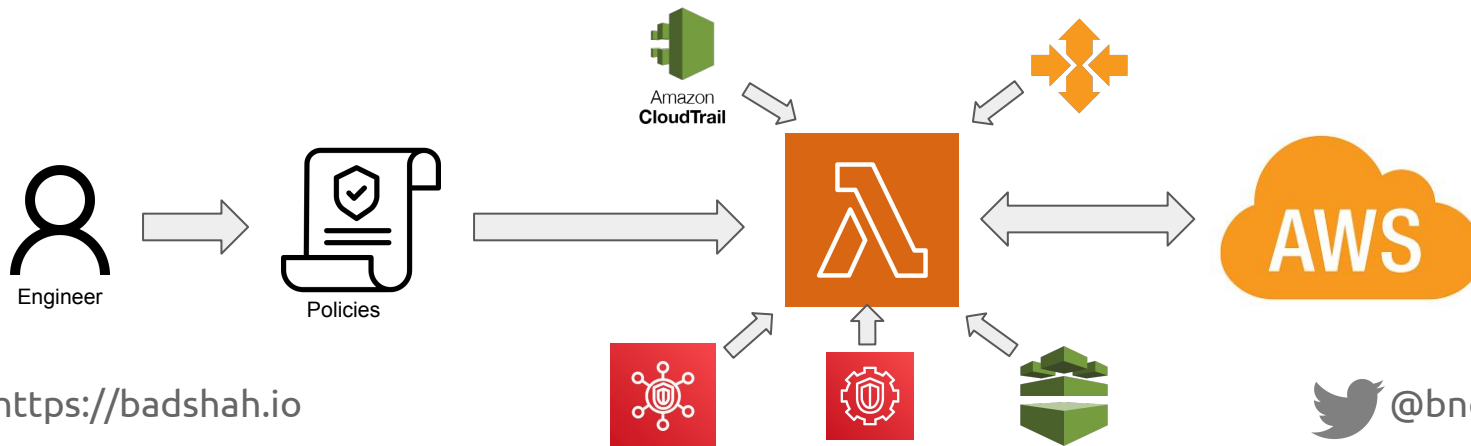 Amazon
CloudTrail
Engineer
Policies
AWS
https://badshah.io